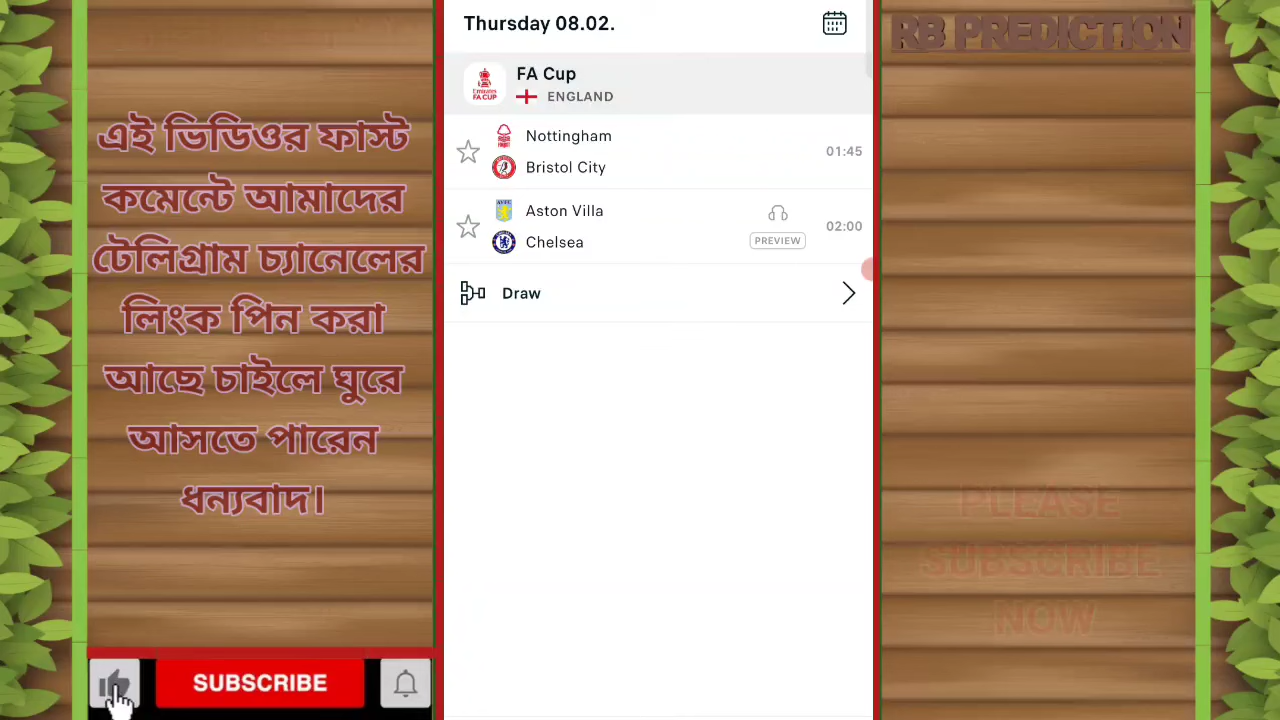 এই ভিডিওর ফাস্ট
কমেন্টে আমাদের
টেলিগ্রাম চ্যানেলের
লিংক পিন করা
আছে চাইলে ঘুরে
আসতে পারেন
ধন্যবাদ।
SUBSCRIBE
Thursday 08.02.
FA Cup
ENGLAND
Nottingham
Bristol City
01:45
Aston Villa
Chelsea
PREVIEW
02:00
Draw
RB PREDICTION
PLEASE
SUBSCRIBE
NOW